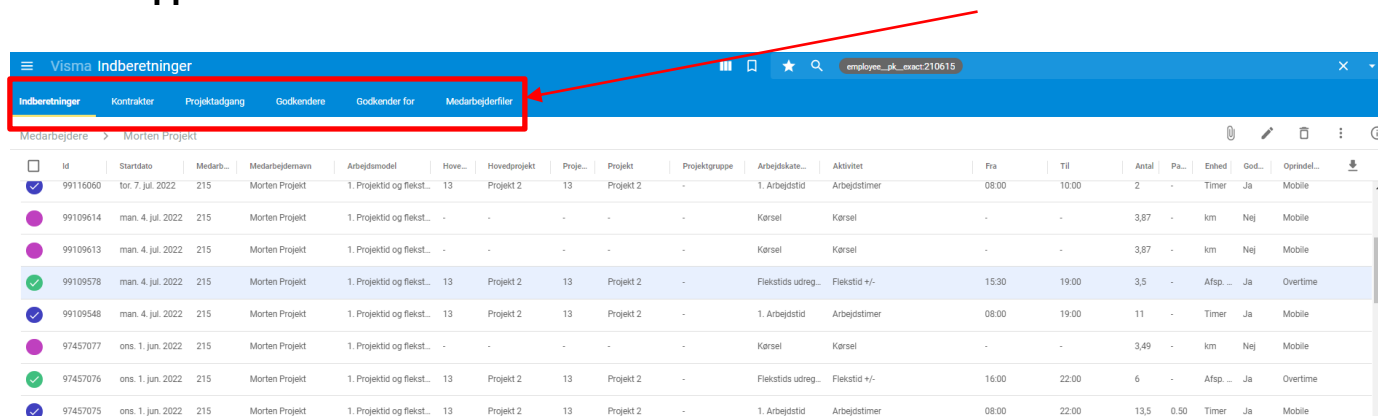 Visma Indberetninger employee__pk__exact:210615
Indberetninger Kontrakter Projektadgang Godkendere Godkender for Medarbejderfiler
Medarbejdere > Morten Projekt
Id Startdato Medarb... Medarbejdernavn Arbejdsmodel Hove... Hovedprojekt Proje... Projekt Projektgruppe Arbejdskate... Aktivitet Fra Til Antal Pa... Enhed God... Oprindel...
99116060 tor. 7. jul. 2022 215 Morten Projekt 1. Projektid og flekst... 13 Projekt 2 13 Projekt 2 - 1. Arbejdstid Arbejdstimer 08:00 10:00 2 - Timer Ja Mobile
99109614 man. 4. jul. 2022 215 Morten Projekt 1. Projektid og flekst... - - - - - Kørsel Kørsel - - 3,87 - km Nej Mobile
99109613 man. 4. jul. 2022 215 Morten Projekt 1. Projektid og flekst... - - - - - Kørsel Kørsel - - 3,87 - km Nej Mobile
99109578 man. 4. jul. 2022 215 Morten Projekt 1. Projektid og flekst... 13 Projekt 2 13 Projekt 2 - Flekstids udreg... Flekstid +/- 15:30 19:00 3,5 - Afsp. ... Ja Overtime
99109548 man. 4. jul. 2022 215 Morten Projekt 1. Projektid og flekst... 13 Projekt 2 13 Projekt 2 - 1. Arbejdstid Arbejdstimer 08:00 19:00 11 - Timer Ja Mobile
97457077 ons. 1. jun. 2022 215 Morten Projekt 1. Projektid og flekst... - - - - - Kørsel Kørsel - - 3,49 - km Nej Mobile
97457076 ons. 1. jun. 2022 215 Morten Projekt 1. Projektid og flekst... 13 Projekt 2 13 Projekt 2 - Flekstids udreg... Flekstid +/- 16:00 22:00 6 - Afsp. ... Ja Overtime
97457075 ons. 1. jun. 2022 215 Morten Projekt 1. Projektid og flekst... 13 Projekt 2 13 Projekt 2 - 1. Arbejdstid Arbejdstimer 08:00 22:00 13,5 0.50 Timer Ja Mobile